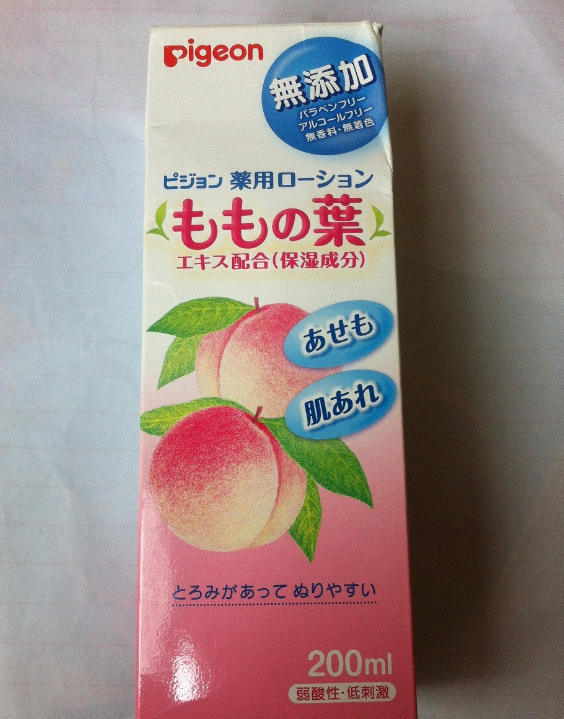 Pigeon
無添加
パラベンフリー
アルコールフリー
無香料・無着色
ピジョン 薬用ローション
ももの葉
エキス配合(保湿成分)
あせも
肌あれ
とろみがあって ぬりやすい
200ml
弱酸性・低刺激